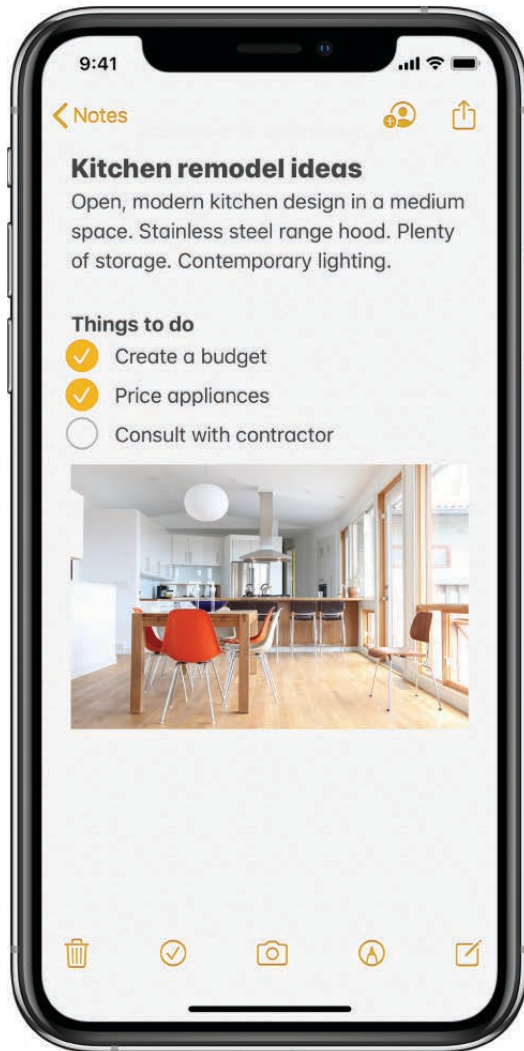 9:41
Notes
Kitchen remodel ideas
Open, modern kitchen design in a medium
space. Stainless steel range hood. Plenty
of storage. Contemporary lighting.
Things to do
Create a budget
Price appliances
Consult with contractor